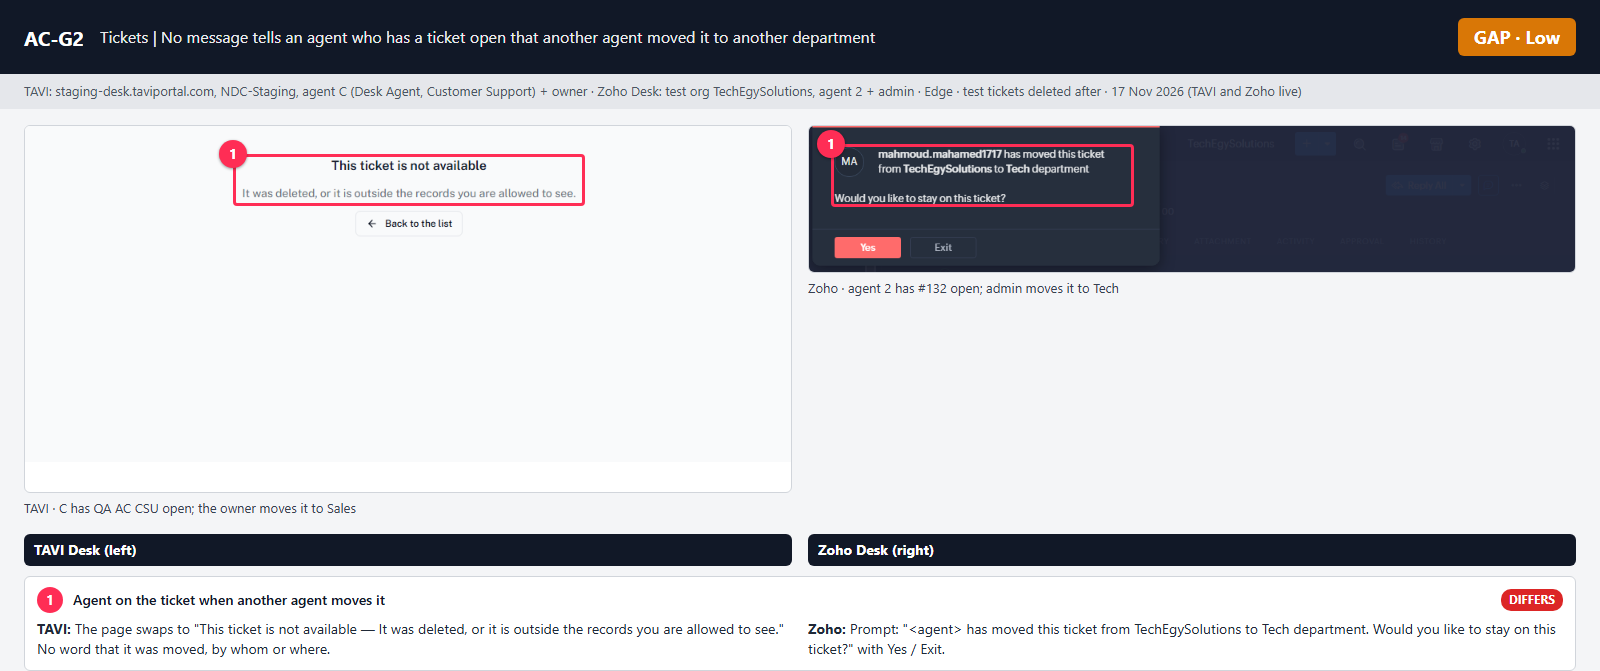 AC-G2 Tickets | No message tells an agent who has a ticket open that another agent moved it to another department
GAP · Low
TAVI: staging-desk.taviportal.com, NDC-Staging, agent C (Desk Agent, Customer Support) + owner · Zoho Desk: test org TechEgySolutions, agent 2 + admin · Edge · test tickets deleted after · 17 Nov 2026 (TAVI and Zoho live)
1
This ticket is not available
It was deleted, or it is outside the records you are allowed to see.
← Back to the list
TAVI · C has QA AC CSU open; the owner moves it to Sales
1
MA
mahmoud.mahamed1717 has moved this ticket
from TechEgySolutions to Tech department
Would you like to stay on this ticket?
Yes
Exit
TechEgySolutions
Zoho · agent 2 has #132 open; admin moves it to Tech
TAVI Desk (left)
Zoho Desk (right)
1 Agent on the ticket when another agent moves it
DIFFERS
TAVI: The page swaps to "This ticket is not available — It was deleted, or it is outside the records you are allowed to see."
No word that it was moved, by whom or where.
Zoho: Prompt: "<agent> has moved this ticket from TechEgySolutions to Tech department. Would you like to stay on this
ticket?" with Yes / Exit.